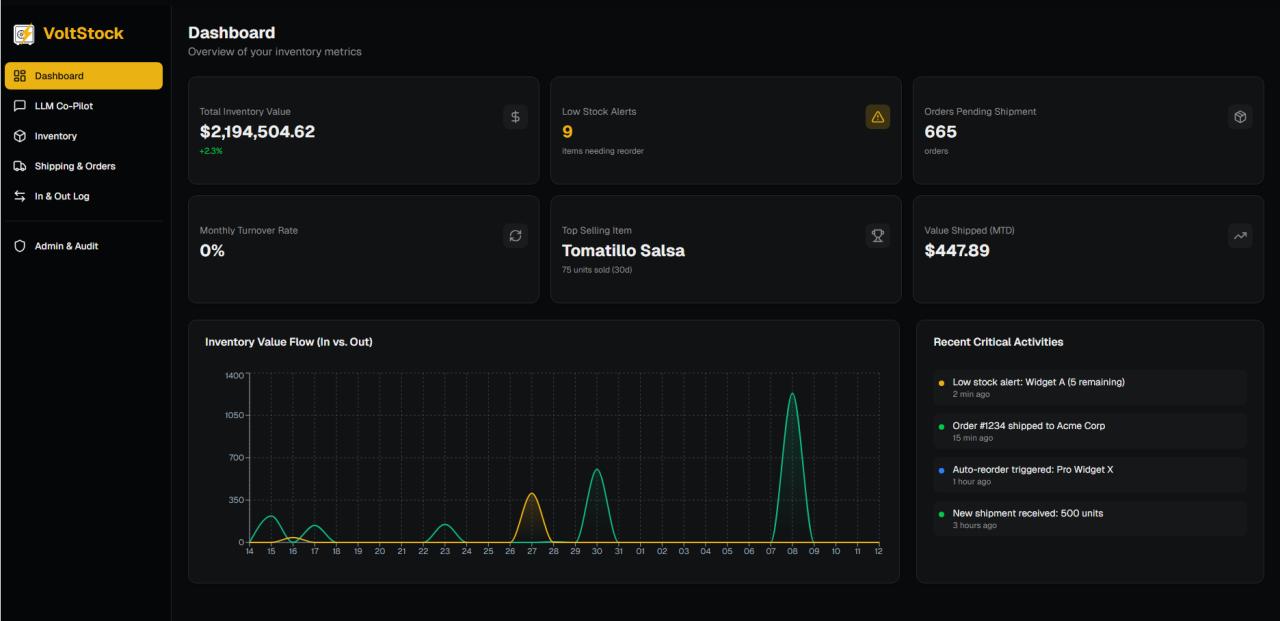 VoltStock
Dashboard
LLM Co-Pilot
Inventory
Shipping & Orders
In & Out Log
Admin & Audit
Dashboard
Overview of your inventory metrics
Total Inventory Value
$2,194,504.62
+2.3%
Low Stock Alerts
9
items needing reorder
Orders Pending Shipment
665
orders
Monthly Turnover Rate
0%
Top Selling Item
Tomatillo Salsa
75 units sold (30d)
Value Shipped (MTD)
$447.89
Inventory Value Flow (In vs. Out)
1400
1050
700
350
0
14 15 16 17 18 19 20 21 22 23 24 25 26 27 28 29 30 31 01 02 03 04 05 06 07 08 09 10 11 12
Recent Critical Activities
Low stock alert: Widget A (5 remaining)
2 min ago
Order #1234 shipped to Acme Corp
15 min ago
Auto-reorder triggered: Pro Widget X
1 hour ago
New shipment received: 500 units
3 hours ago